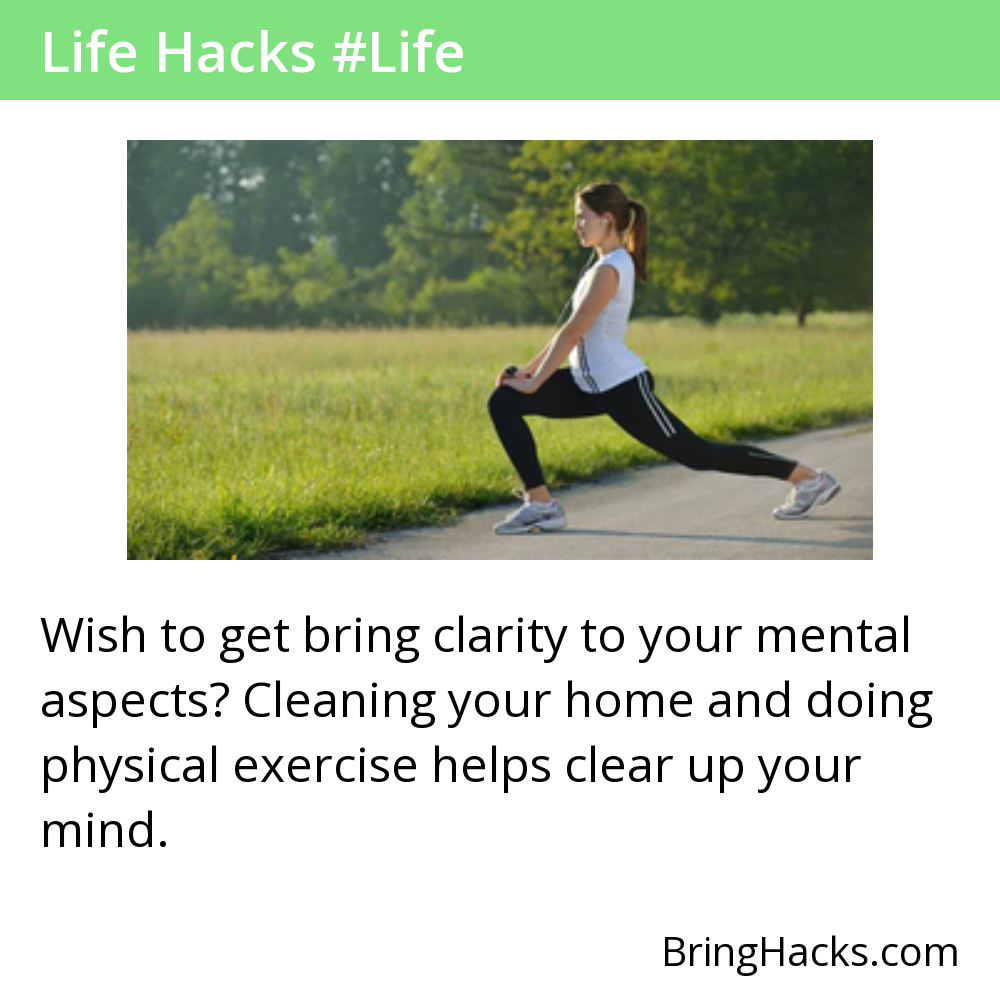 Life Hacks #Life
Wish to get bring clarity to your mental
aspects? Cleaning your home and doing
physical exercise helps clear up your
mind.
BringHacks.com